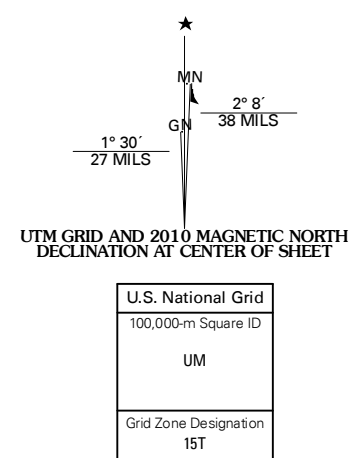 MN
2° 8´
38 MILS
GN
1° 30´
27 MILS
UTM GRID AND 2010 MAGNETIC NORTH
DECLINATION AT CENTER OF SHEET
U.S. National Grid
100,000-m Square ID
UM
Grid Zone Designation
15T